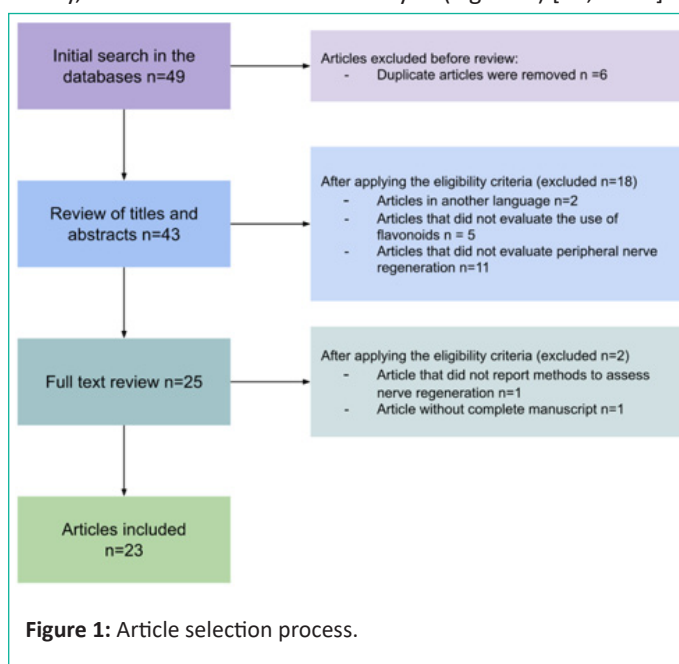 Initial search in the
databases n=49
Articles excluded before review:
- Duplicate articles were removed n =6
Review of titles and
abstracts n=43
After applying the eligibility criteria (excluded n=18)
- Articles in another language n=2
- Articles that did not evaluate the use of
flavonoids n = 5
- Articles that did not evaluate peripheral nerve
regeneration n=11
Full text review n=25
After applying the eligibility criteria (excluded n=2)
- Article that did not report methods to assess
nerve regeneration n=1
- Article without complete manuscript n=1
Articles included
n=23
Figure 1: Article selection process.